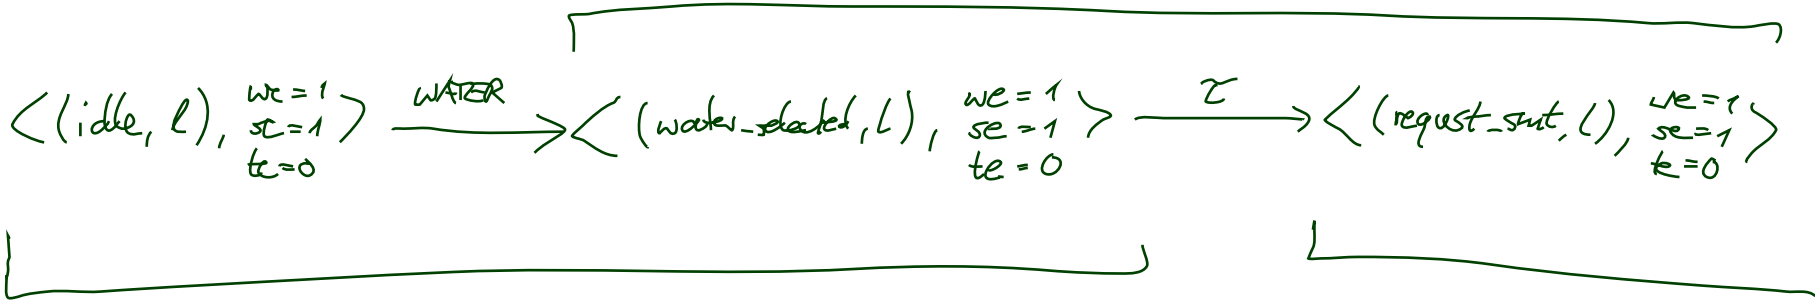 <(idle, l), we=1 se=1 te=0> WATER → <(water_selected, l), we=1 se=1 te=0> τ → <(request_sent, l), we=1 se=1 te=0>